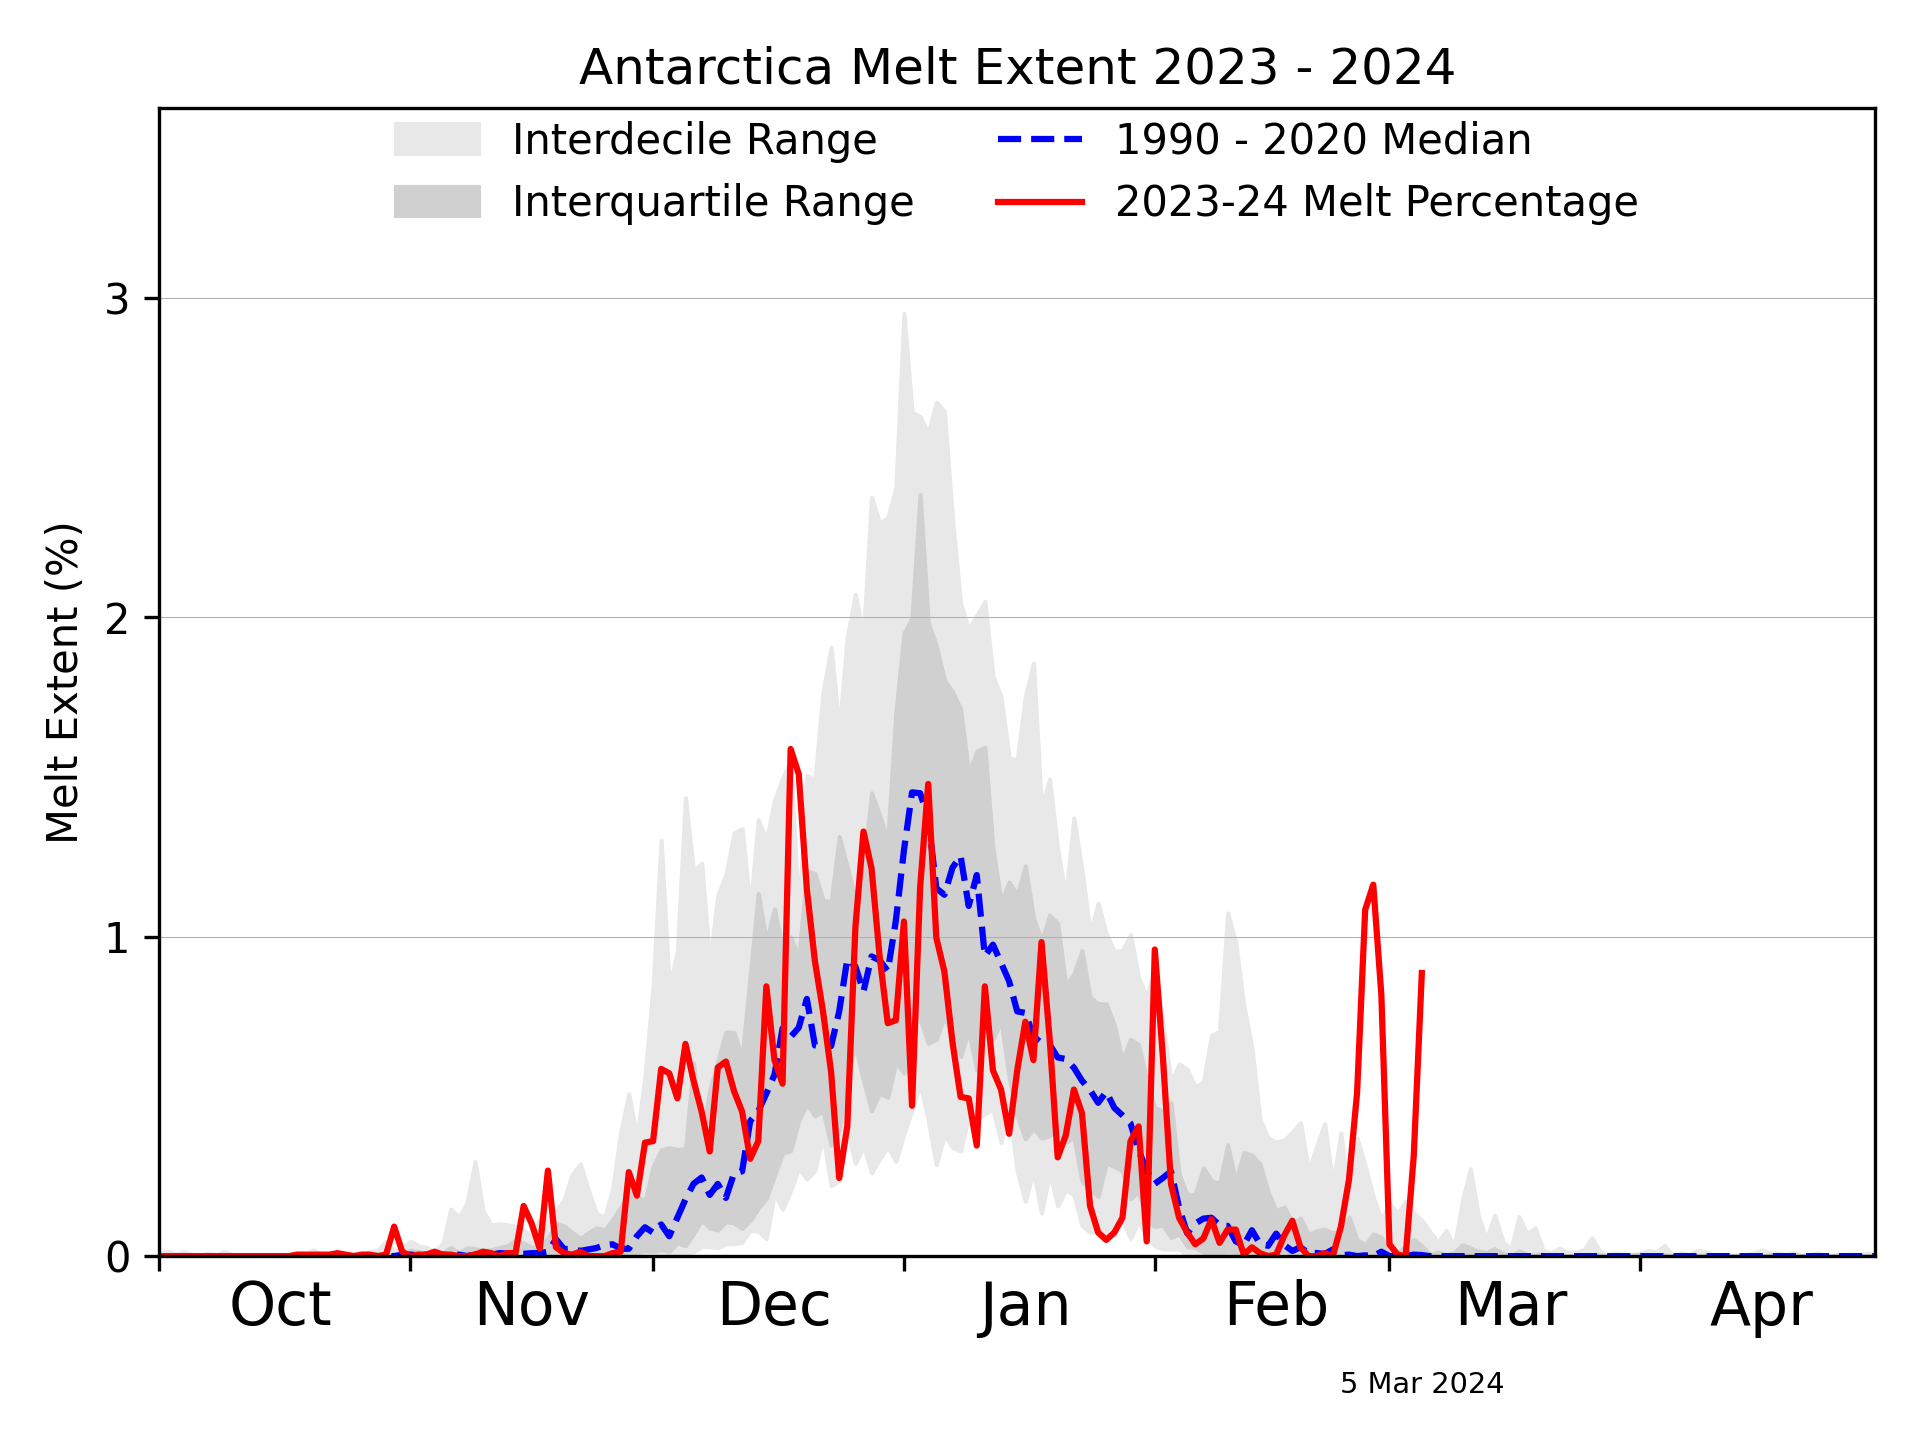 Antarctica Melt Extent 2023 - 2024
Interdecile Range
Interquartile Range
1990 - 2020 Median
2023-24 Melt Percentage
Melt Extent (%)
3
2
1
0
Oct Nov Dec Jan Feb Mar Apr
5 Mar 2024